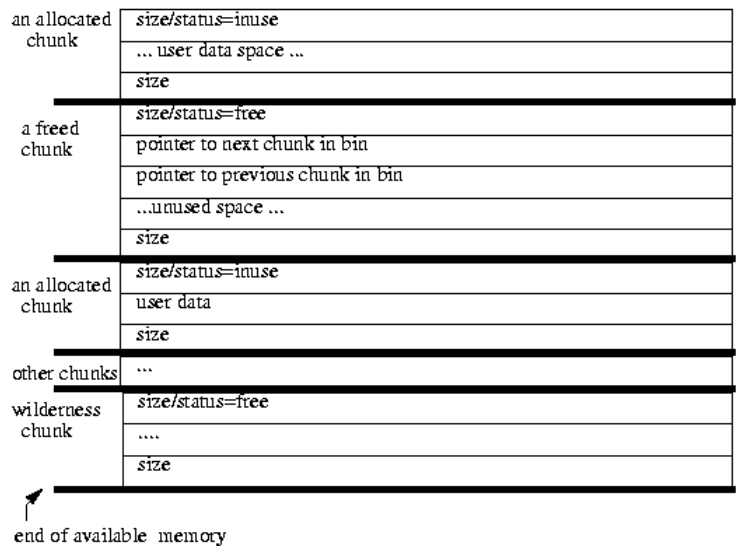 an allocated
chunk
size/status=inuse
... user data space ...
size
a freed
chunk
size/status=free
pointer to next chunk in bin
pointer to previous chunk in bin
...unused space ...
size
an allocated
chunk
size/status=inuse
user data
size
other chunks
...
wilderness
chunk
size/status=free
....
size
end of available memory